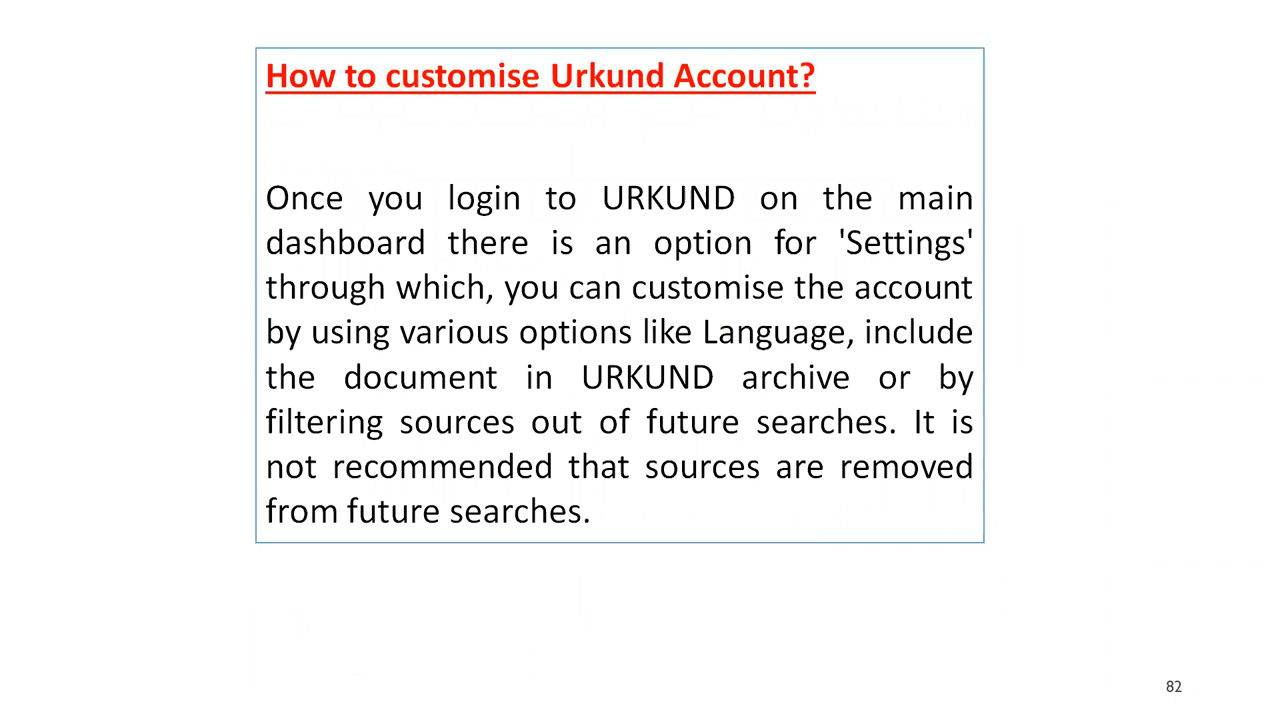 How to customise Urkund Account?
Once you login to URKUND on the main
dashboard there is an option for 'Settings'
through which, you can customise the account
by using various options like Language, include
the document in URKUND archive or by
filtering sources out of future searches. It is
not recommended that sources are removed
from future searches.
82